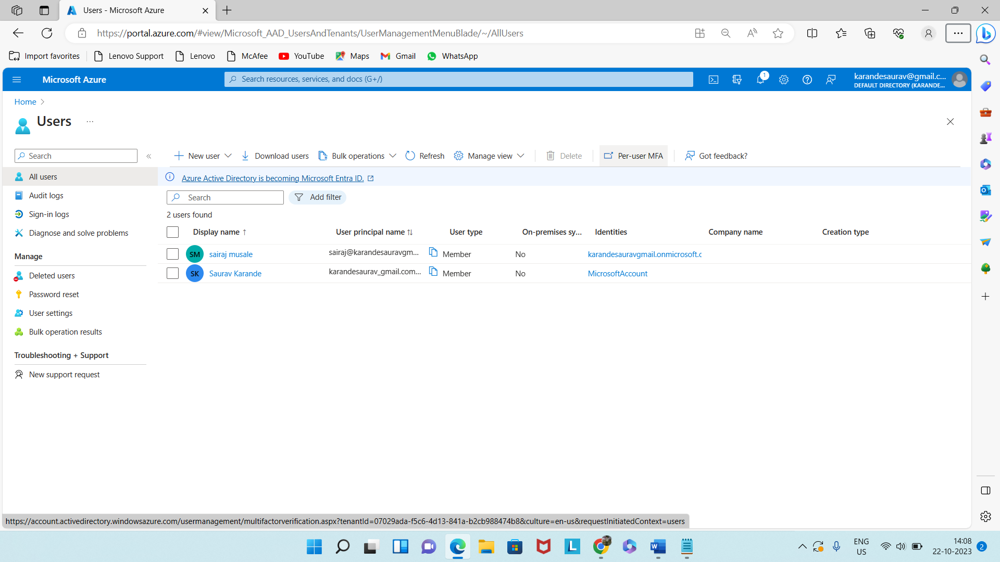 Users - Microsoft Azure
https://portal.azure.com/#view/Microsoft_AAD_UsersAndTenants/UserManagementMenuBlade/~/AllUsers
Import favorites Lenovo Support Lenovo McAfee YouTube Maps Gmail WhatsApp
Microsoft Azure Search resources, services, and docs (G+/) 1 karandesaurav@gmail.c...
DEFAULT DIRECTORY (KARANDE...
Home
Users ...
Search « New user Download users Bulk operations Refresh Manage view Delete Per-user MFA Got feedback?
All users
Azure Active Directory is becoming Microsoft Entra ID.
Audit logs
Search Add filter
Sign-in logs
2 users found
Diagnose and solve problems
Display name ↑ User principal name ↑↓ User type On-premises sy... Identities Company name Creation type
Manage
SM sairaj musale sairaj@karandesauravgm... Member No karandesauravgmail.onmicrosoft.c
Deleted users
SK Saurav Karande karandesaurav_gmail.com... Member No MicrosoftAccount
Password reset
User settings
Bulk operation results
Troubleshooting + Support
New support request
https://account.activedirectory.windowsazure.com/usermanagement/multifactorverification.aspx?tenantId=07029ada-f5c6-4d13-841a-b2cb988474b8&culture=en-us&requestInitiatedContext=users
ENG
US
14:08
22-10-2023
2